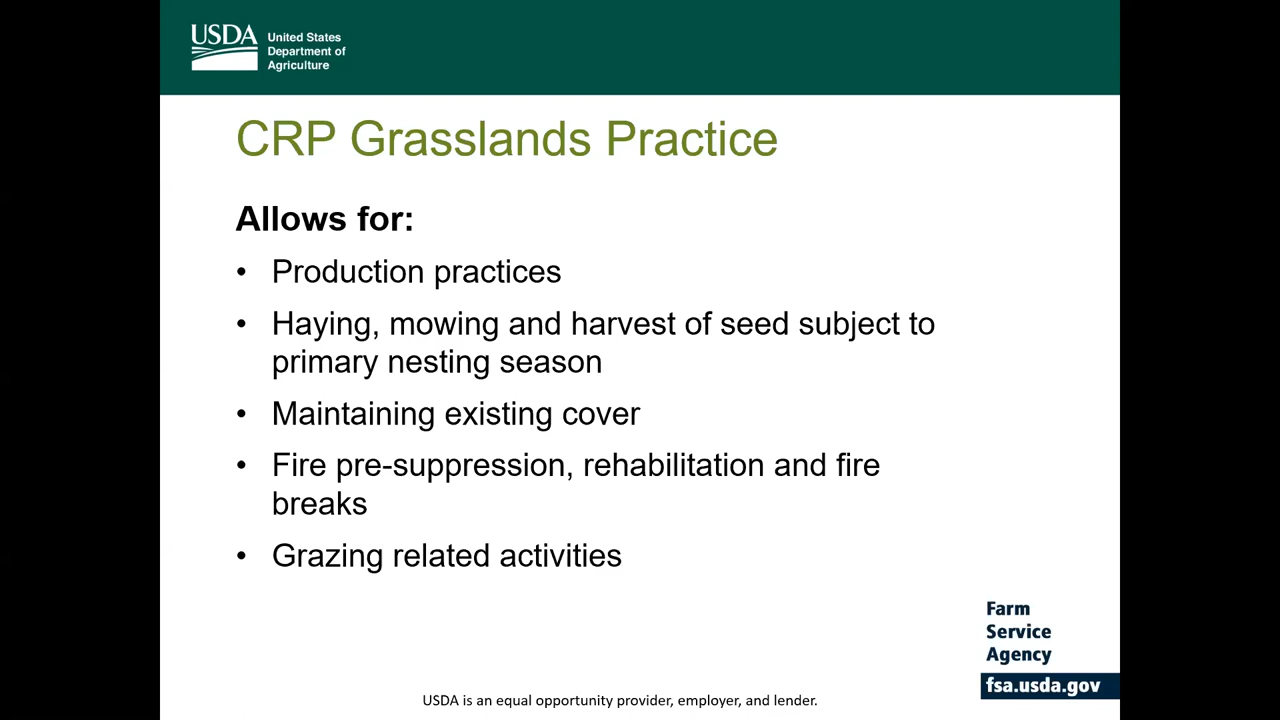 USDA
United States
Department of
Agriculture
CRP Grasslands Practice
Allows for:
• Production practices
• Haying, mowing and harvest of seed subject to
primary nesting season
• Maintaining existing cover
• Fire pre-suppression, rehabilitation and fire
breaks
• Grazing related activities
Farm
Service
Agency
fsa.usda.gov
USDA is an equal opportunity provider, employer, and lender.